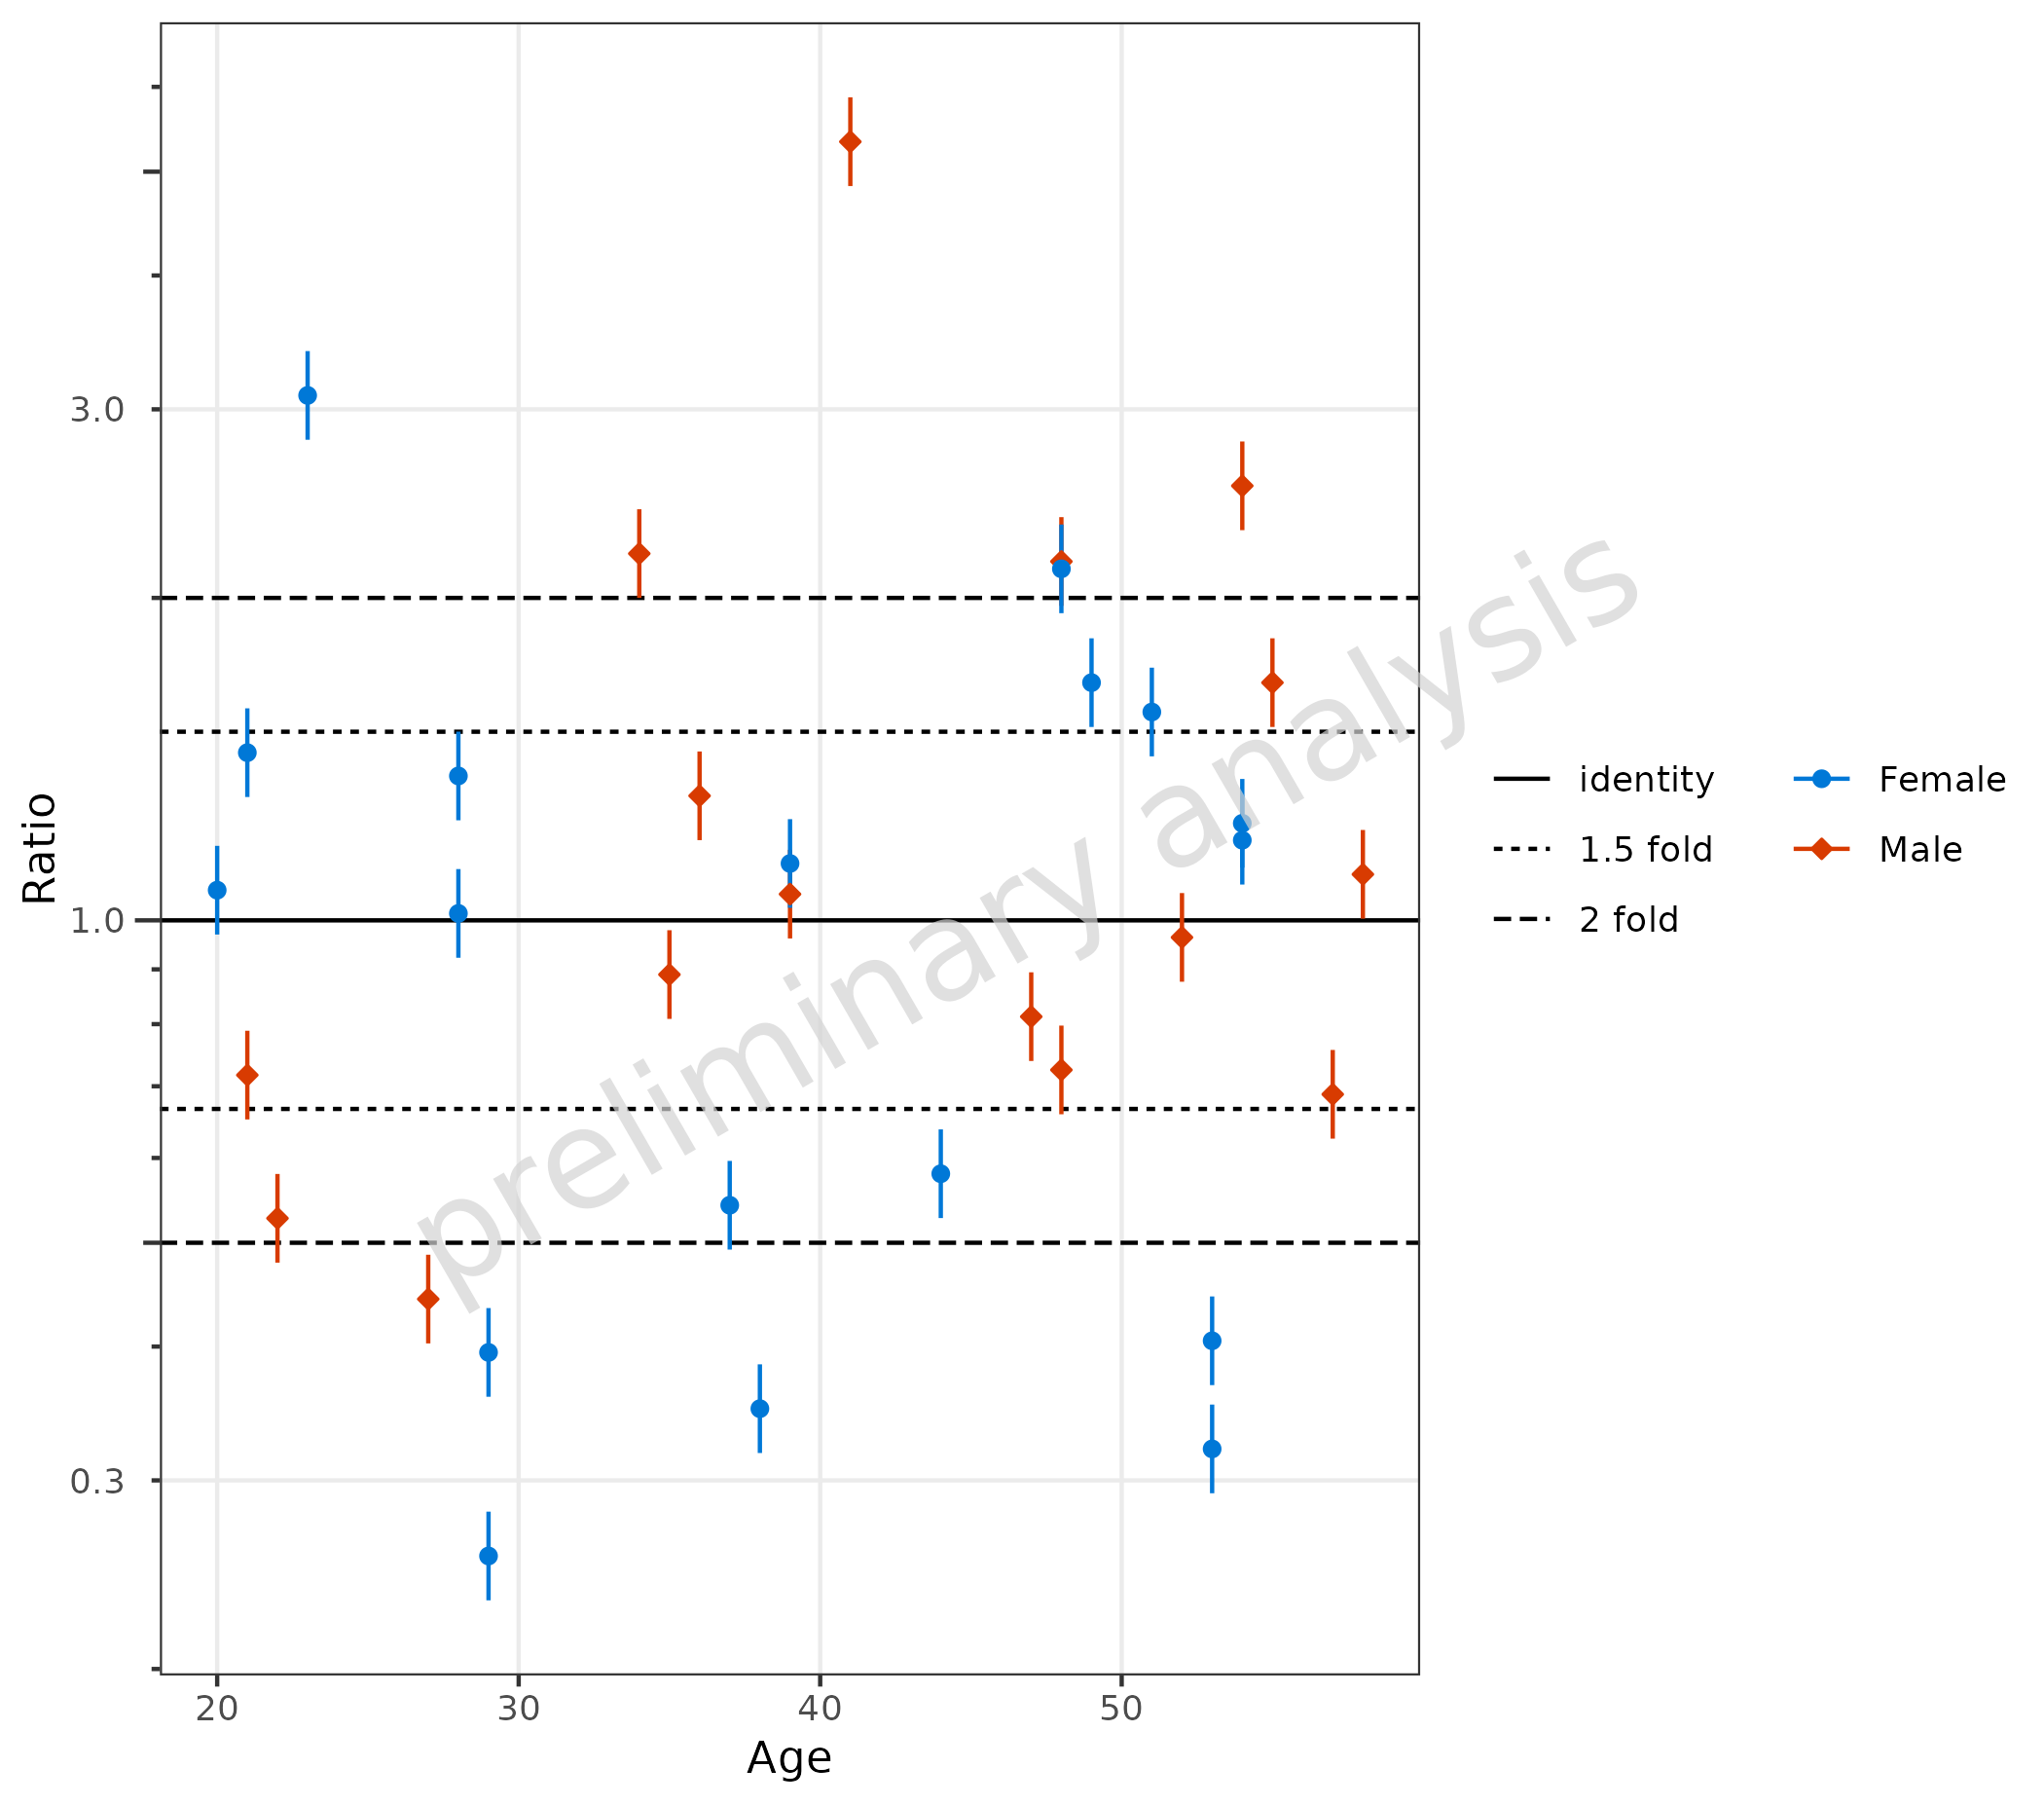 3.0
1.0
0.3
Ratio
20 30 40 50
Age
preliminary analysis
identity
1.5 fold
2 fold
Female
Male